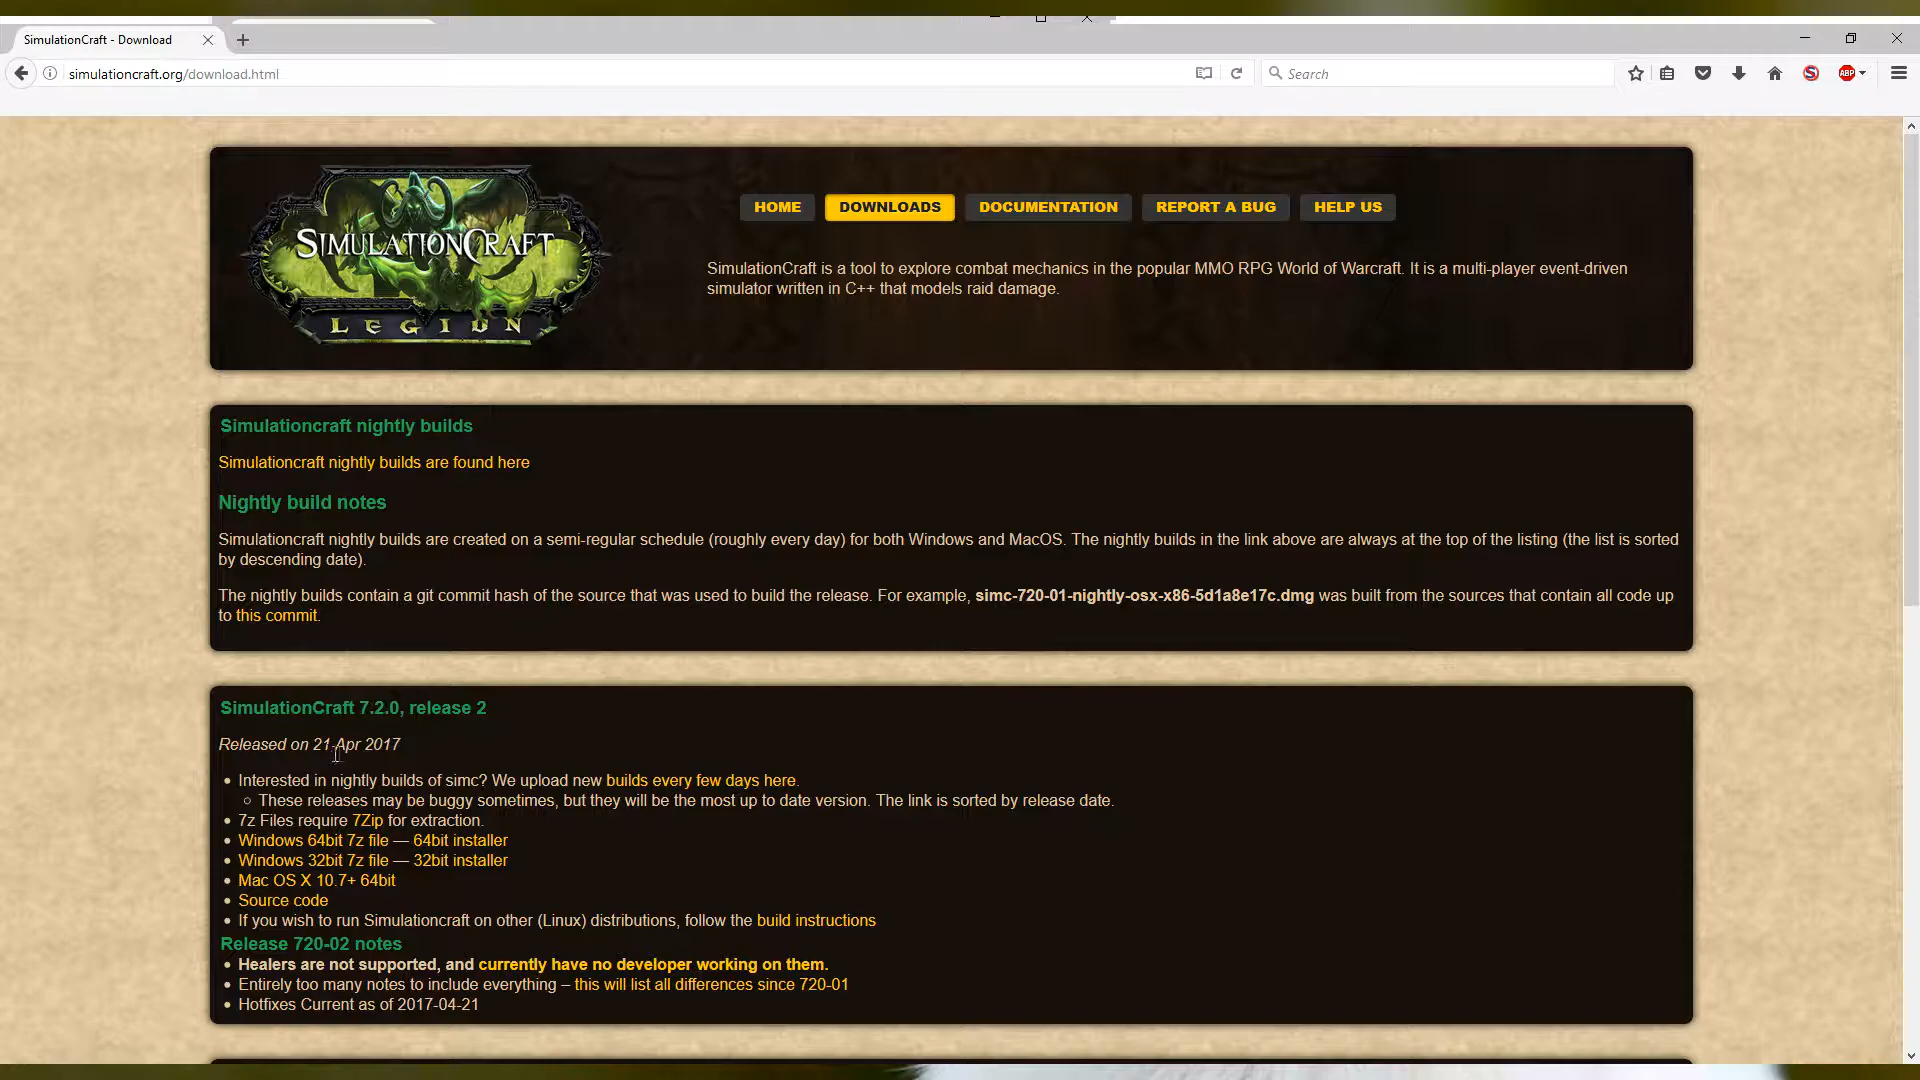 SimulationCraft - Download
simulationcraft.org/download.html
Search
ABP
SIMULATIONCRAFT
LEGION
HOME
DOWNLOADS
DOCUMENTATION
REPORT A BUG
HELP US
SimulationCraft is a tool to explore combat mechanics in the popular MMO RPG World of Warcraft. It is a multi-player event-driven
simulator written in C++ that models raid damage.
Simulationcraft nightly builds
Simulationcraft nightly builds are found here
Nightly build notes
Simulationcraft nightly builds are created on a semi-regular schedule (roughly every day) for both Windows and MacOS. The nightly builds in the link above are always at the top of the listing (the list is sorted
by descending date).
The nightly builds contain a git commit hash of the source that was used to build the release. For example, simc-720-01-nightly-osx-x86-5d1a8e17c.dmg was built from the sources that contain all code up
to this commit.
SimulationCraft 7.2.0, release 2
Released on 21-Apr 2017
Interested in nightly builds of simc? We upload new builds every few days here.
These releases may be buggy sometimes, but they will be the most up to date version. The link is sorted by release date.
7z Files require 7Zip for extraction.
Windows 64bit 7z file — 64bit installer
Windows 32bit 7z file — 32bit installer
Mac OS X 10.7+ 64bit
Source code
If you wish to run Simulationcraft on other (Linux) distributions, follow the build instructions
Release 720-02 notes
Healers are not supported, and currently have no developer working on them.
Entirely too many notes to include everything – this will list all differences since 720-01
Hotfixes Current as of 2017-04-21